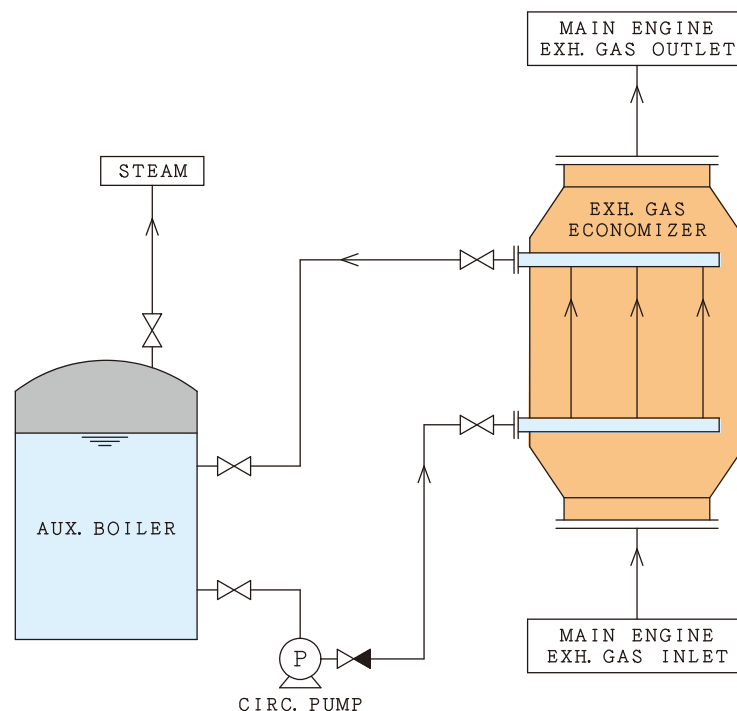 MAIN ENGINE
EXH. GAS OUTLET
STEAM
EXH. GAS
ECONOMIZER
AUX. BOILER
P
CIRC. PUMP
MAIN ENGINE
EXH. GAS INLET